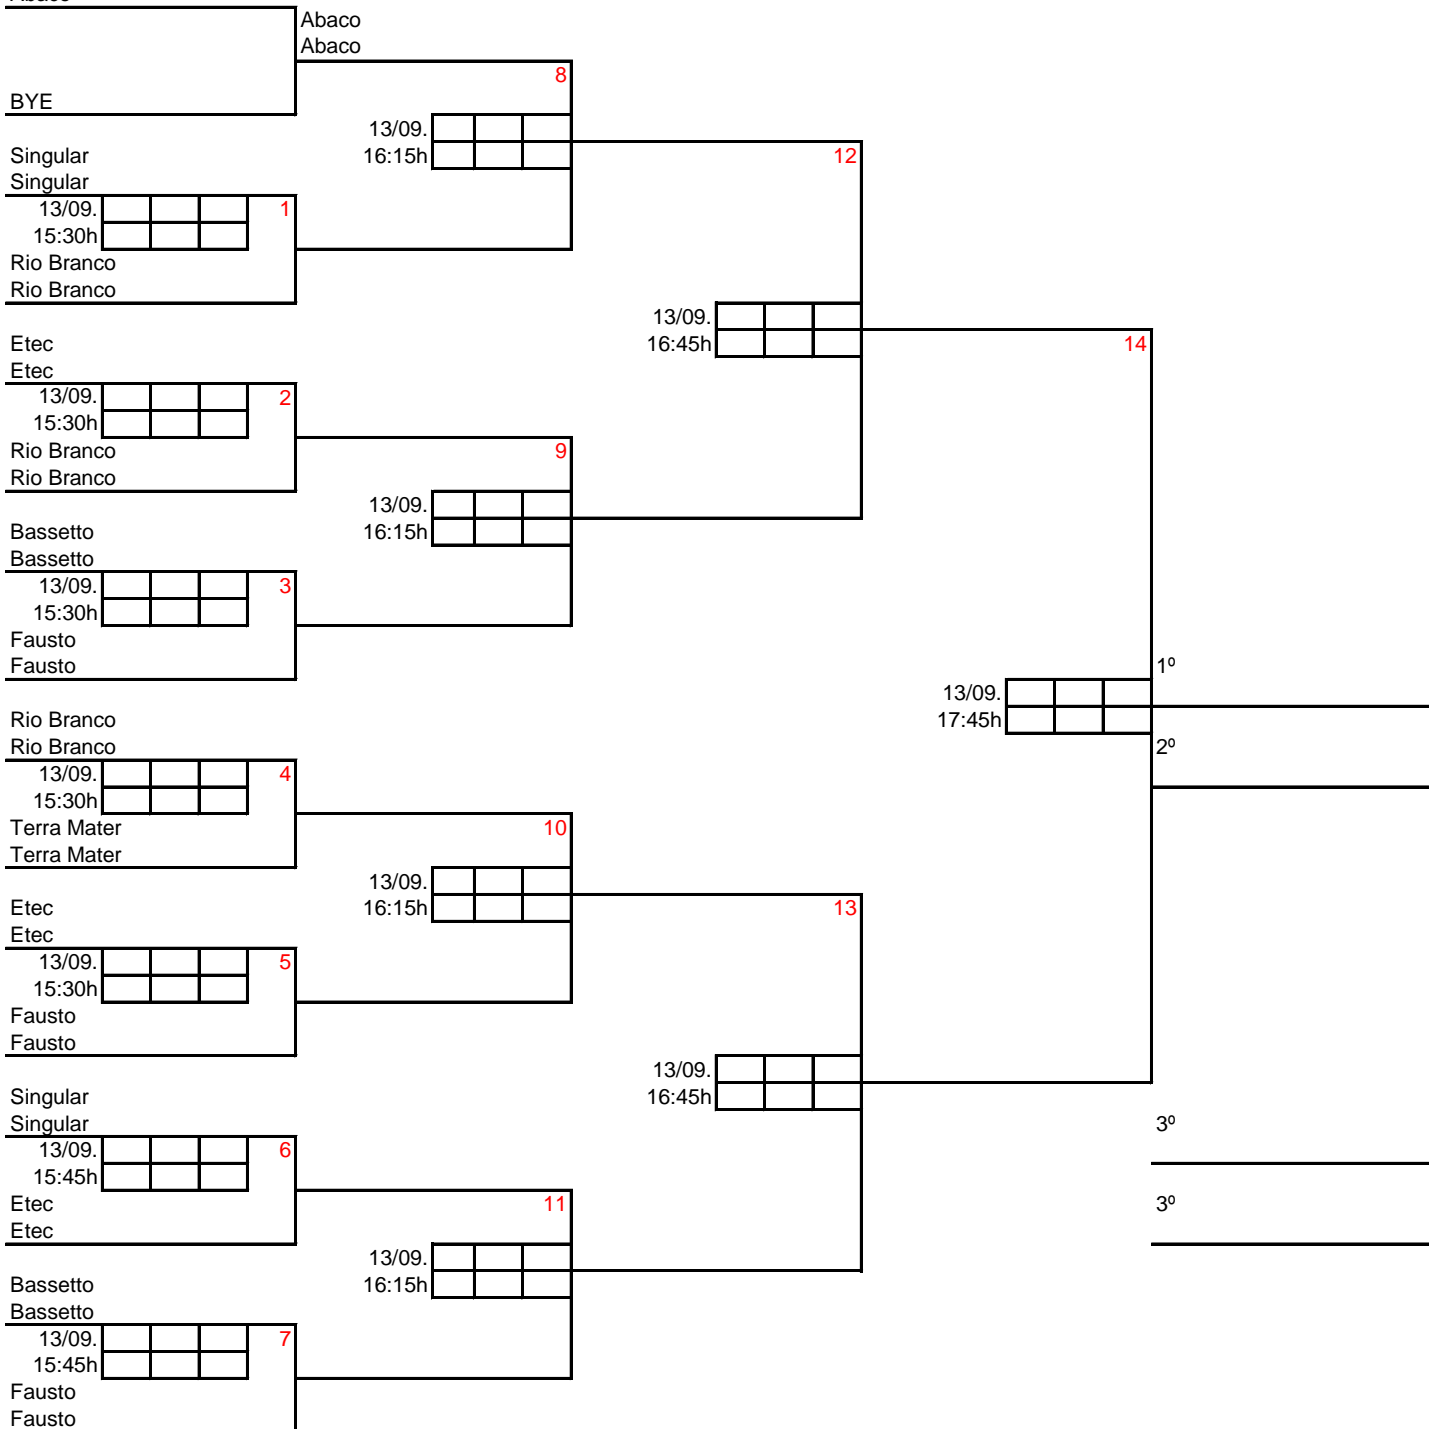 Abaco
Abaco
Abaco
8
BYE
13/09.
16:15h
12
Singular
Singular
13/09.
1
15:30h
Rio Branco
Rio Branco
13/09.
16:45h
14
Etec
Etec
13/09.
2
15:30h
Rio Branco
9
Rio Branco
13/09.
16:15h
Bassetto
Bassetto
13/09.
3
15:30h
Fausto
Fausto
1º
13/09.
17:45h
2º
Rio Branco
Rio Branco
13/09.
4
15:30h
Terra Mater
10
Terra Mater
13/09.
16:15h
13
Etec
Etec
13/09.
5
15:30h
Fausto
Fausto
13/09.
16:45h
Singular
Singular
3º
13/09.
6
15:45h
Etec
11
3º
Etec
13/09.
16:15h
Bassetto
Bassetto
13/09.
7
15:45h
Fausto
Fausto